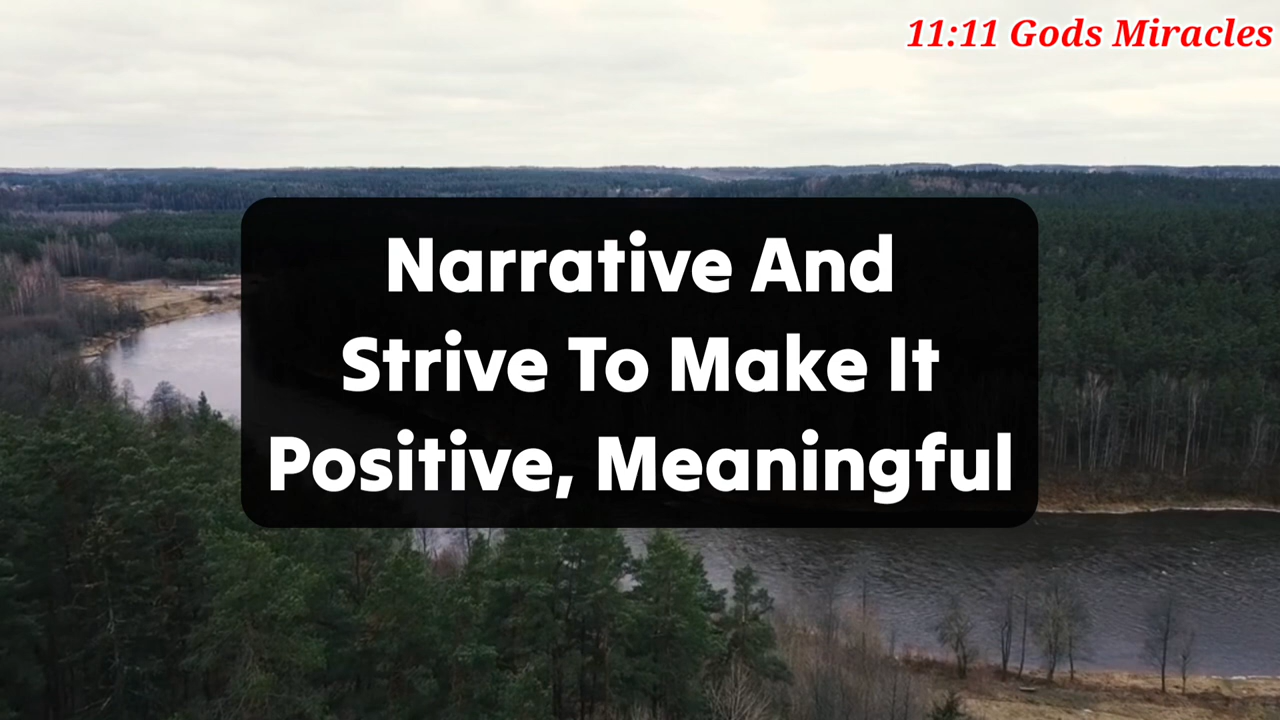 11:11 Gods Miracles
Narrative And
Strive To Make It
Positive, Meaningful